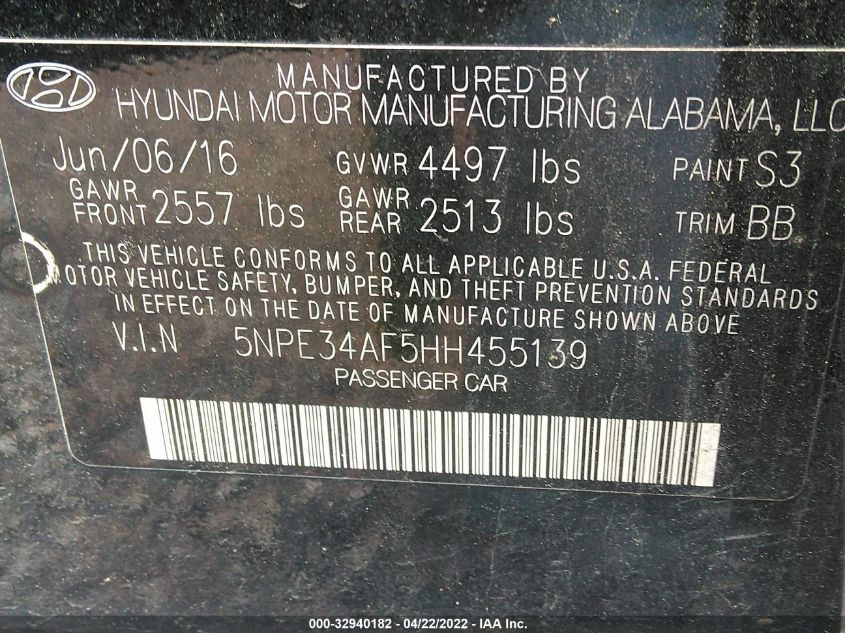 MANUFACTURED BY
HYUNDAI MOTOR MANUFACTURING ALABAMA, LLC
Jun/06/16 GVWR 4497 lbs PAINT S3
GAWR FRONT 2557 lbs GAWR REAR 2513 lbs TRIM BB
THIS VEHICLE CONFORMS TO ALL APPLICABLE U.S.A. FEDERAL
MOTOR VEHICLE SAFETY, BUMPER, AND THEFT PREVENTION STANDARDS
IN EFFECT ON THE DATE OF MANUFACTURE SHOWN ABOVE
V.I.N 5NPE34AF5HH455139
PASSENGER CAR
000-32940182 - 04/22/2022 - IAA Inc.